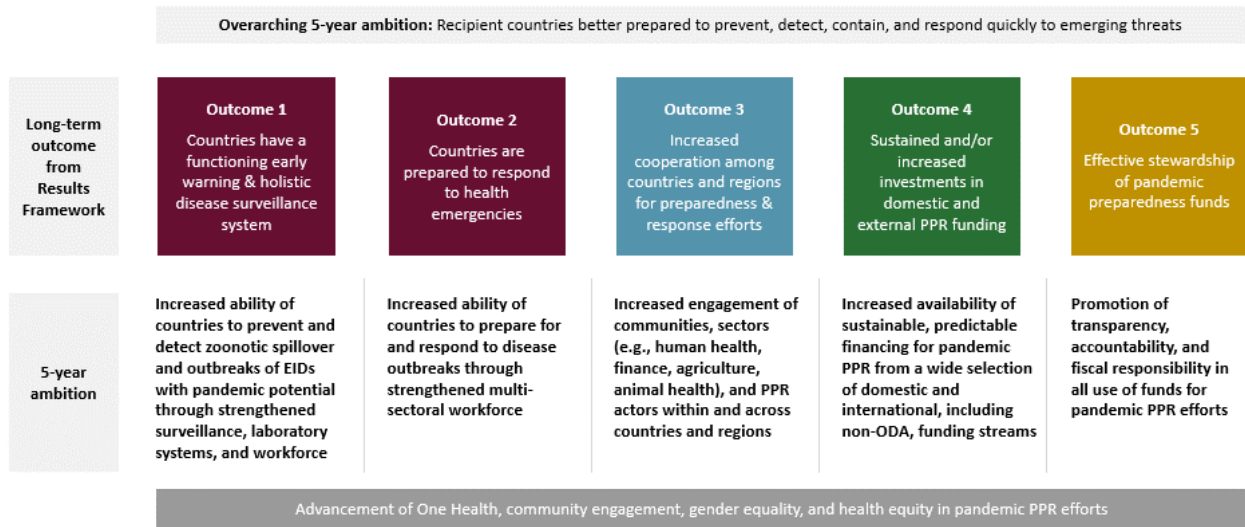 Overarching 5-year ambition: Recipient countries better prepared to prevent, detect, contain, and respond quickly to emerging threats
Long-term
outcome
from
Results
Framework
Outcome 1
Countries have a
functioning early
warning & holistic
disease surveillance
system
Outcome 2
Countries are
prepared to respond
to health
emergencies
Outcome 3
Increased
cooperation among
countries and regions
for preparedness &
response efforts
Outcome 4
Sustained and/or
increased
investments in
domestic and
external PPR funding
Outcome 5
Effective stewardship
of pandemic
preparedness funds
5-year
ambition
Increased ability of
countries to prevent and
detect zoonotic spillover
and outbreaks of EIDs
with pandemic potential
through strengthened
surveillance, laboratory
systems, and workforce
Increased ability of
countries to prepare for
and respond to disease
outbreaks through
strengthened multi-
sectoral workforce
Increased engagement of
communities, sectors
(e.g., human health,
finance, agriculture,
animal health), and PPR
actors within and across
countries and regions
Increased availability of
sustainable, predictable
financing for pandemic
PPR from a wide selection
of domestic and
international, including
non-ODA, funding streams
Promotion of
transparency,
accountability, and
fiscal responsibility in
all use of funds for
pandemic PPR efforts
Advancement of One Health, community engagement, gender equality, and health equity in pandemic PPR efforts